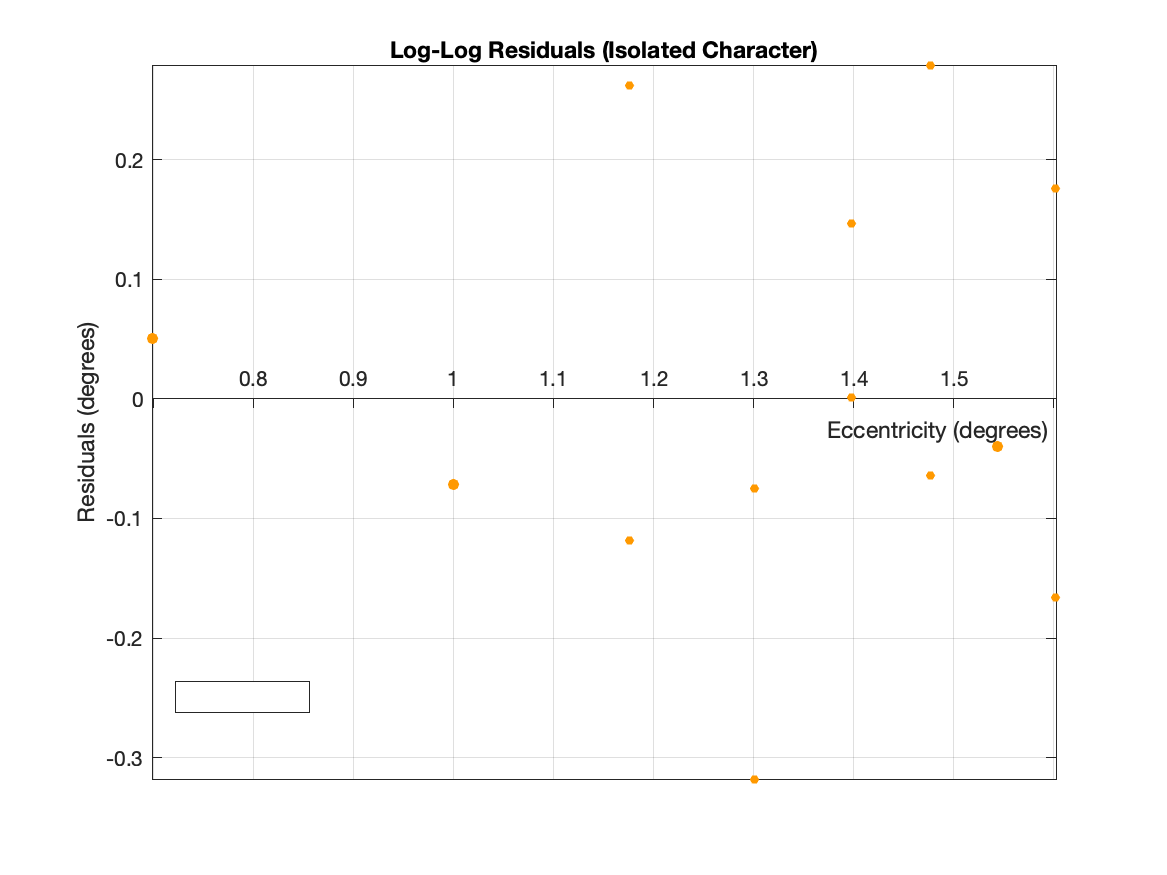 Log-Log Residuals (Isolated Character)
0.2
0.1
0.8 0.9 1 1.1 1.2 1.3 1.4 1.5
0
Eccentricity (degrees)
Residuals (degrees)
-0.1
-0.2
-0.3